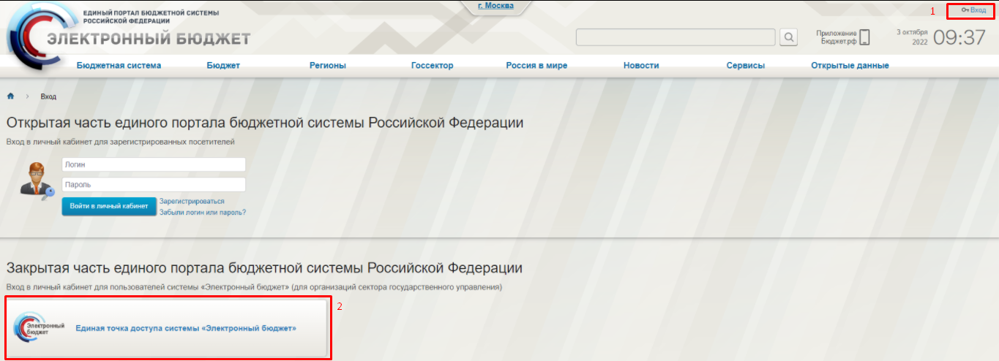 г. Москва
1
Вход
ЕДИНЫЙ ПОРТАЛ БЮДЖЕТНОЙ СИСТЕМЫ
РОССИЙСКОЙ ФЕДЕРАЦИИ
ЭЛЕКТРОННЫЙ БЮДЖЕТ
Приложение
Бюджет.рф
3 октября
2022
09:37
Бюджетная система
Бюджет
Регионы
Госсектор
Россия в мире
Новости
Сервисы
Открытые данные
Вход
Открытая часть единого портала бюджетной системы Российской Федерации
Вход в личный кабинет для зарегистрированных посетителей
Логин
Пароль
Войти в личный кабинет
Зарегистрироваться
Забыли логин или пароль?
Закрытая часть единого портала бюджетной системы Российской Федерации
Вход в личный кабинет для пользователей системы «Электронный бюджет» (для организаций сектора государственного управления)
2
Электронный
бюджет
Единая точка доступа системы «Электронный бюджет»